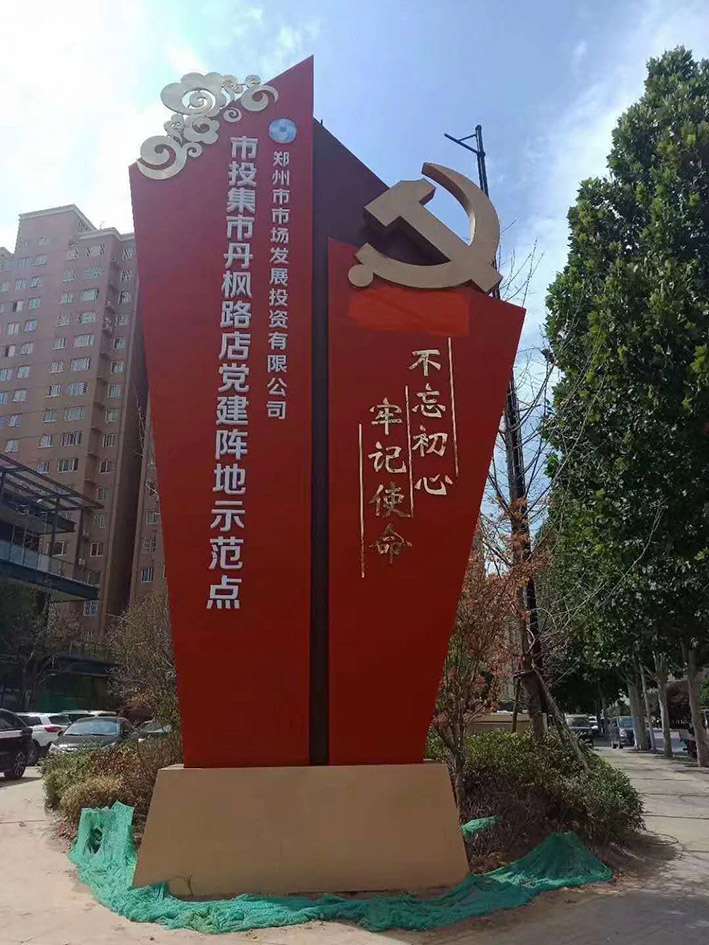 郑州市市场发展投资有限公司
市投集市丹枫路店党建阵地示范点
不忘初心
牢记使命